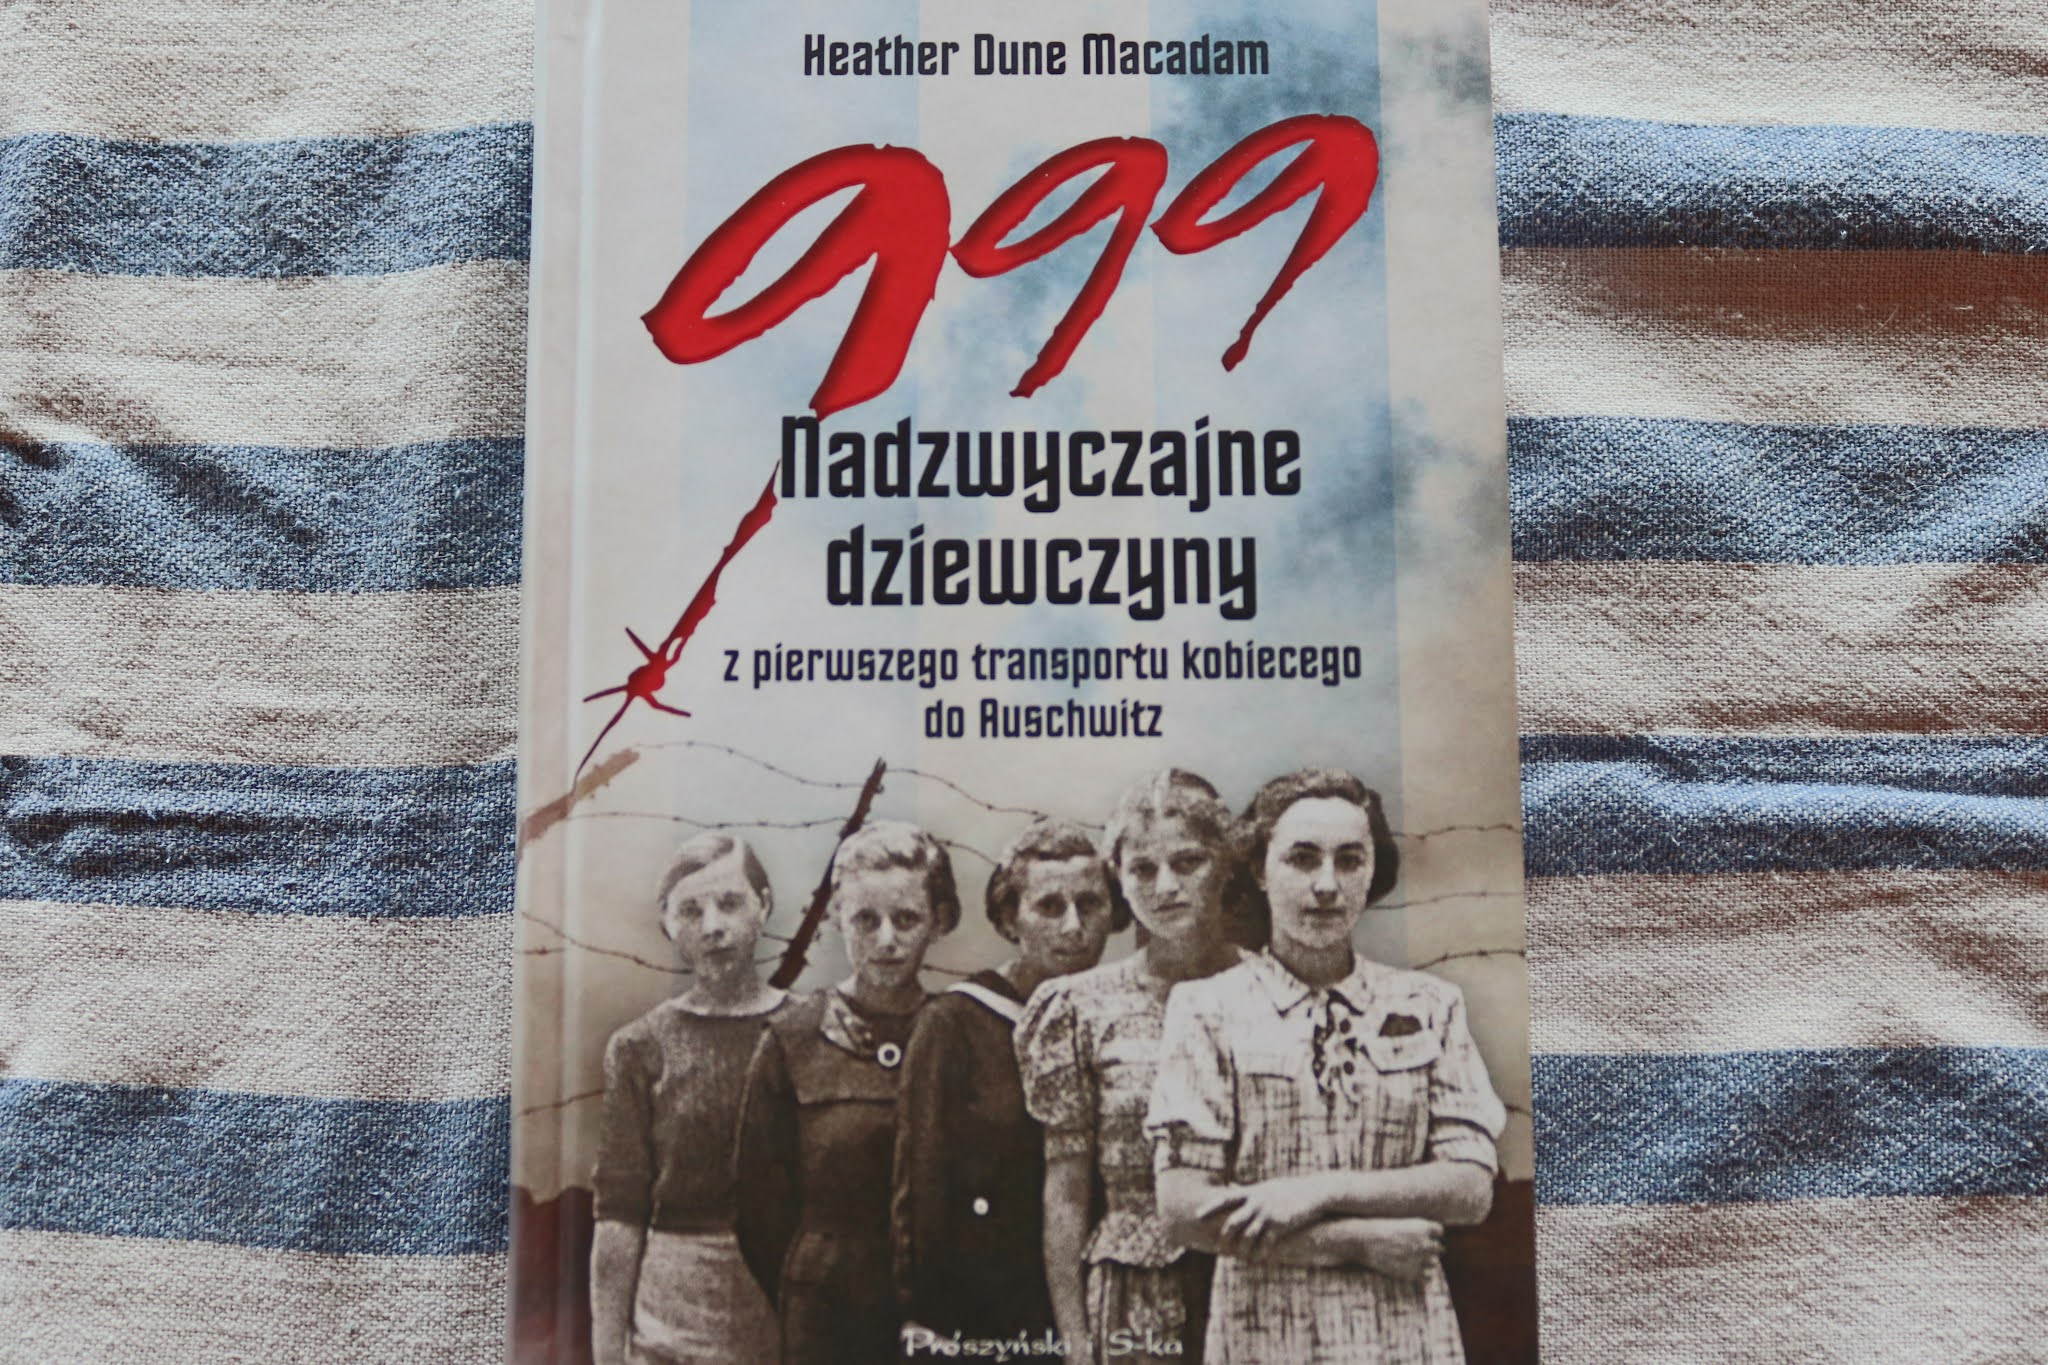 Heather Dune Macadam
999
Nadzwyczajne
dziewczyny
z pierwszego transportu kobiecego
do Auschwitz
Prószyński i S-ka